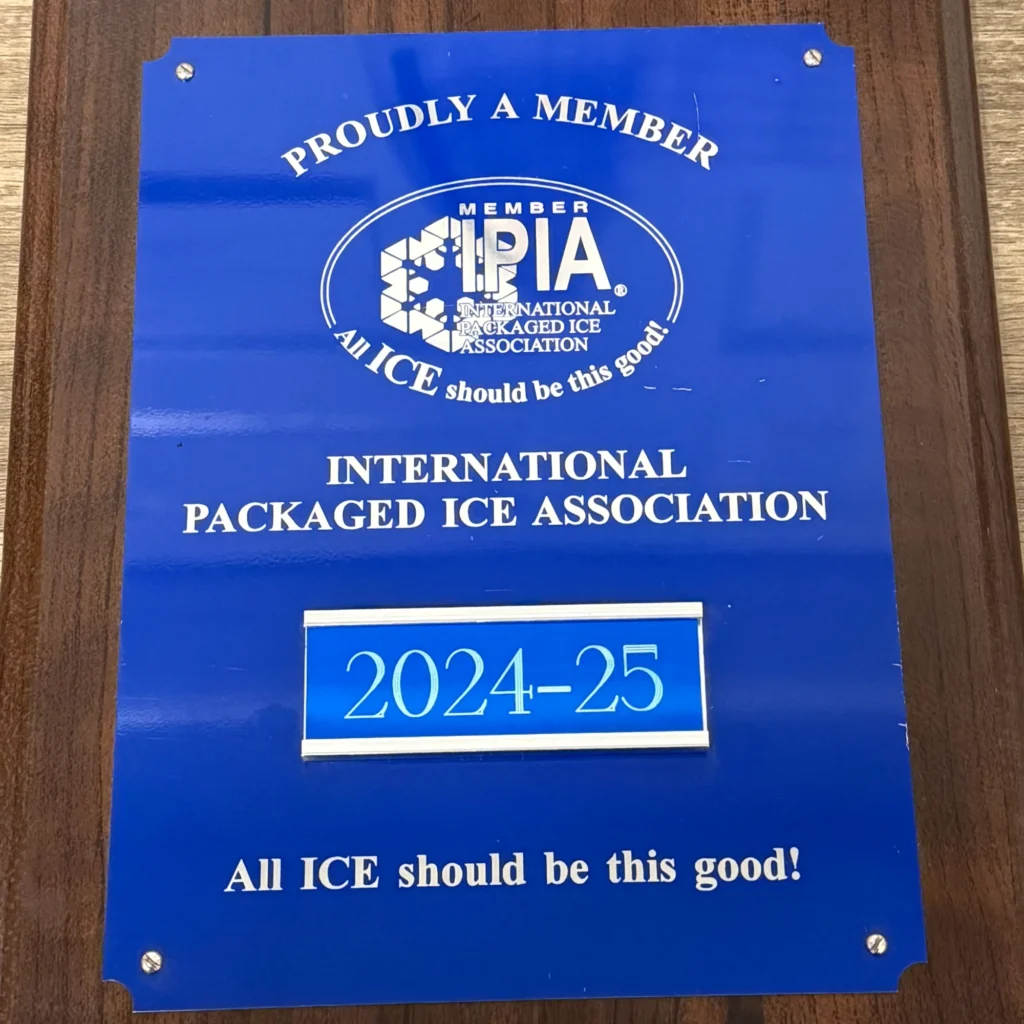 PROUDLY A MEMBER
MEMBER
IPIA®
INTERNATIONAL
PACKAGED ICE
ASSOCIATION
All ICE should be this good!
INTERNATIONAL
PACKAGED ICE ASSOCIATION
2024-25
All ICE should be this good!